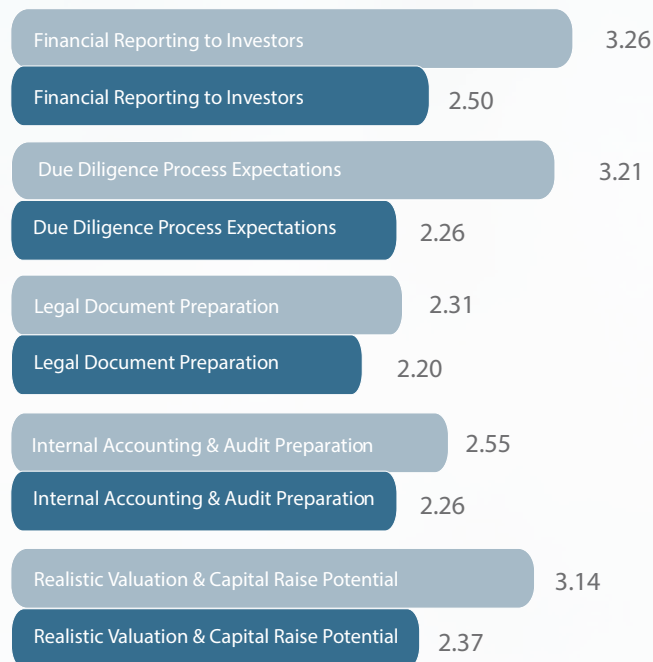 Financial Reporting to Investors 3.26
Financial Reporting to Investors 2.50
Due Diligence Process Expectations 3.21
Due Diligence Process Expectations 2.26
Legal Document Preparation 2.31
Legal Document Preparation 2.20
Internal Accounting & Audit Preparation 2.55
Internal Accounting & Audit Preparation 2.26
Realistic Valuation & Capital Raise Potential 3.14
Realistic Valuation & Capital Raise Potential 2.37